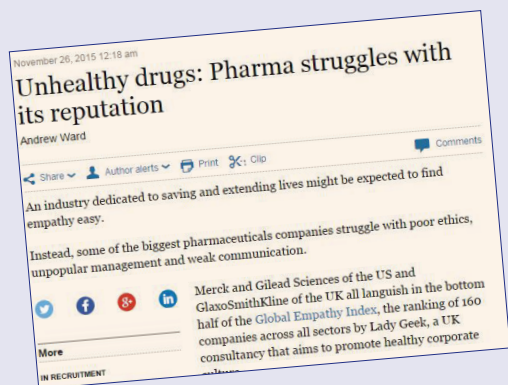 November 26, 2015 12:18 am
Unhealthy drugs: Pharma struggles with
its reputation
Andrew Ward
Share
Author alerts
Print
Clip
Comments
An industry dedicated to saving and extending lives might be expected to find
empathy easy.
Instead, some of the biggest pharmaceuticals companies struggle with poor ethics,
unpopular management and weak communication.
Merck and Gilead Sciences of the US and
GlaxoSmithKline of the UK all languish in the bottom
half of the Global Empathy Index, the ranking of 160
companies across all sectors by Lady Geek, a UK
consultancy that aims to promote healthy corporate
More
IN RECRUITMENT